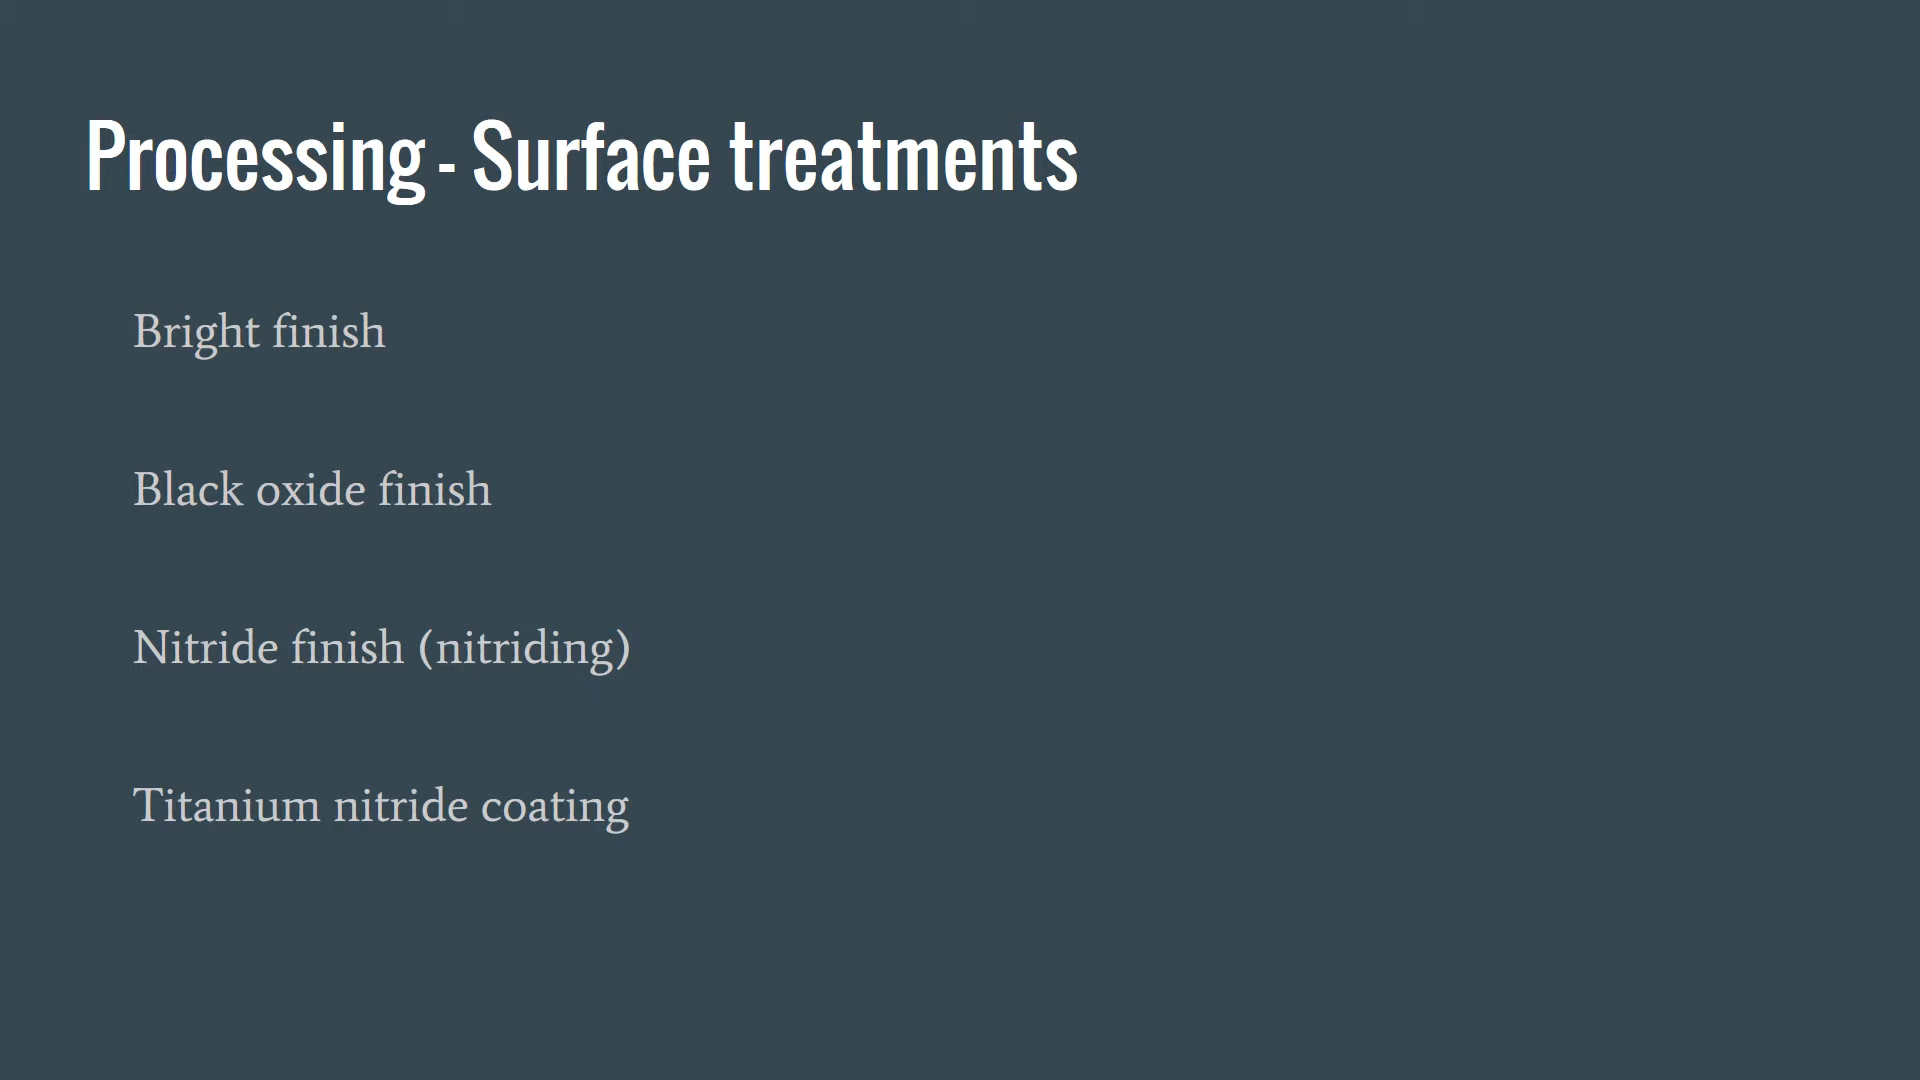 Processing - Surface treatments
Bright finish
Black oxide finish
Nitride finish (nitriding)
Titanium nitride coating